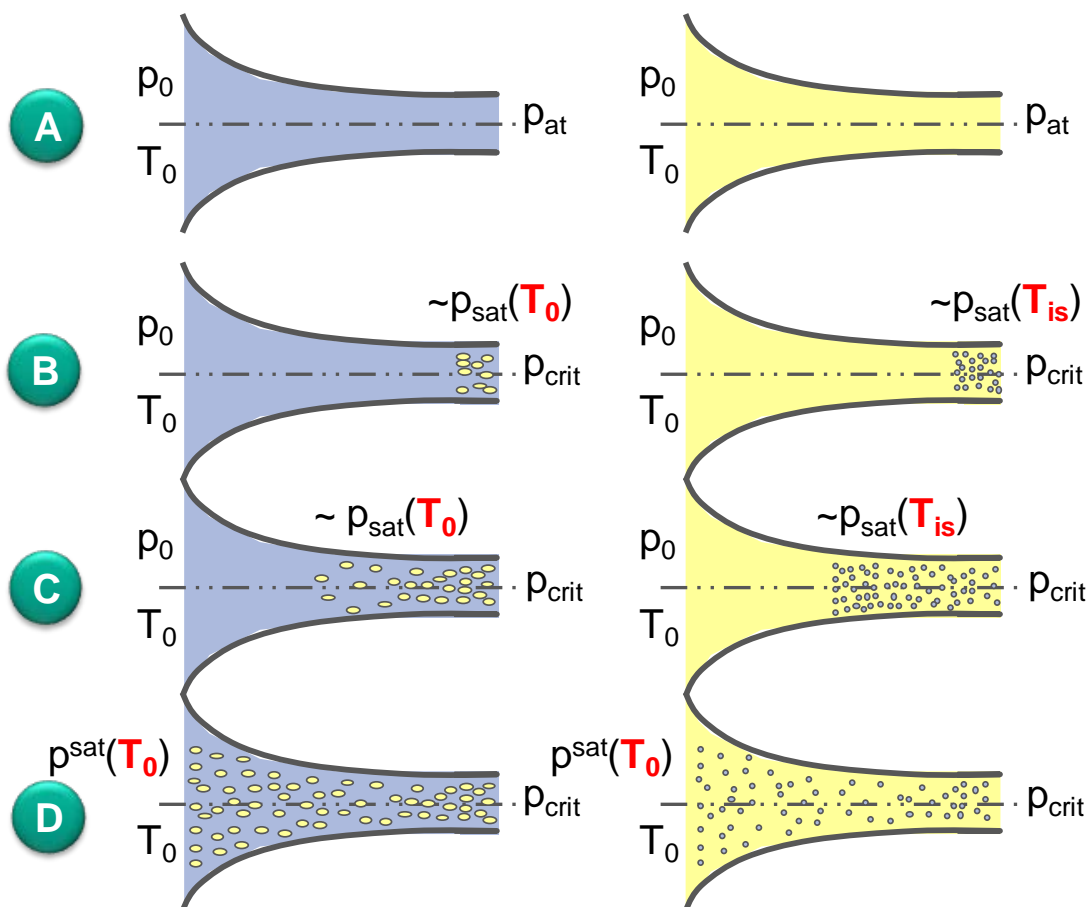 p0
p0
A
pat
pat
T0
T0
~psat(T0)
~psat(Tis)
p0
p0
B
pcrit
pcrit
T0
T0
~ psat(T0)
~psat(Tis)
p0
p0
C
pcrit
pcrit
T0
T0
psat(T0)
psat(T0)
D
pcrit
pcrit
T0
T0